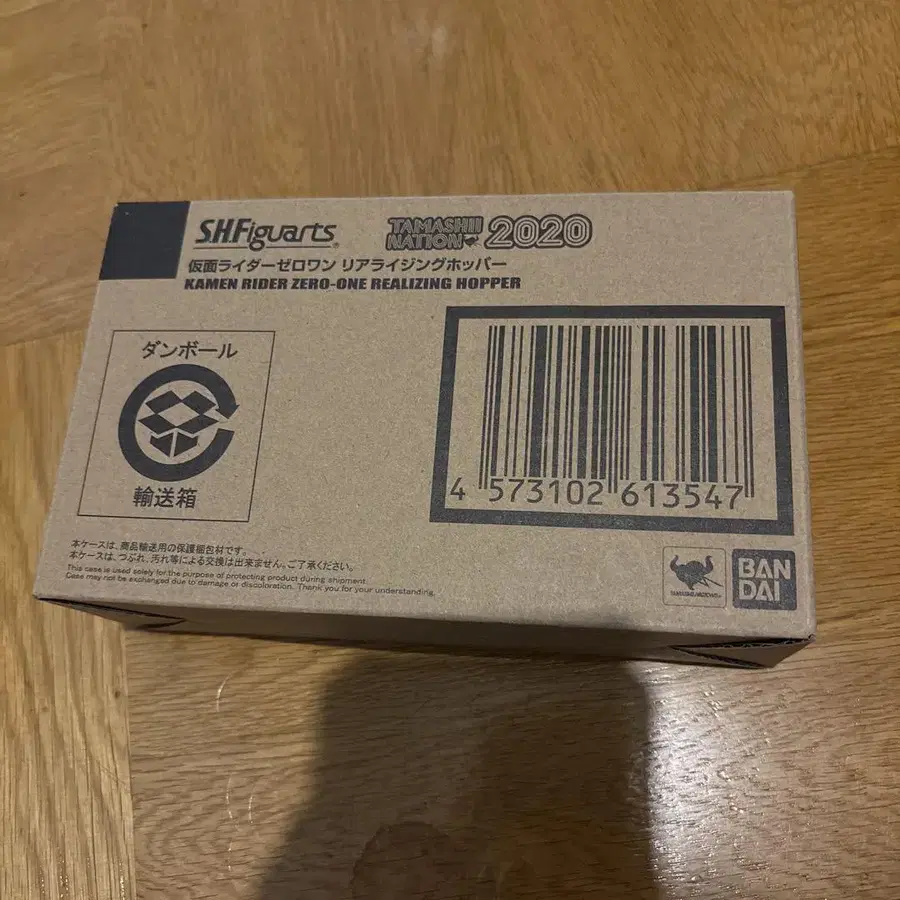 S.H.Figuarts®
TAMASHII NATION 2020
仮面ライダーゼロワン リアライジングホッパー
KAMEN RIDER ZERO-ONE REALIZING HOPPER
ダンボール
輸送箱
4 573102 613547
本ケースは、商品輸送用の保護梱包材です。
本ケースは、つぶれ、汚れ等による交換は出来ません。ご了承ください。
This case is used solely for the purpose of protecting product during shipment.
Case may not be exchanged due to damage or discoloration. Thank you for your understanding.
TAMASHII NATIONS
BAN
DAI